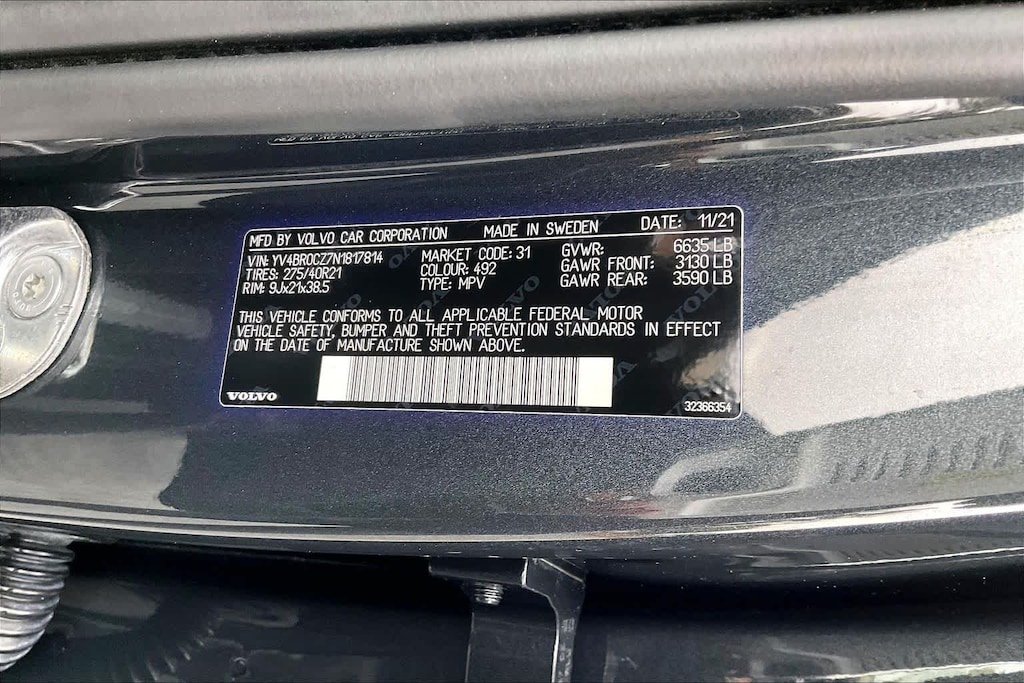 MFD BY VOLVO CAR CORPORATION MADE IN SWEDEN DATE: 11/21
VIN: YV4BR0CZ7N1817814 MARKET CODE: 31 GVWR: 6635 LB
TIRES: 275/40R21 COLOUR: 492 GAWR FRONT: 3130 LB
RIM: 9Jx21x38.5 TYPE: MPV GAWR REAR: 3590 LB
THIS VEHICLE CONFORMS TO ALL APPLICABLE FEDERAL MOTOR
VEHICLE SAFETY, BUMPER AND THEFT PREVENTION STANDARDS IN EFFECT
ON THE DATE OF MANUFACTURE SHOWN ABOVE.
VOLVO 32366354